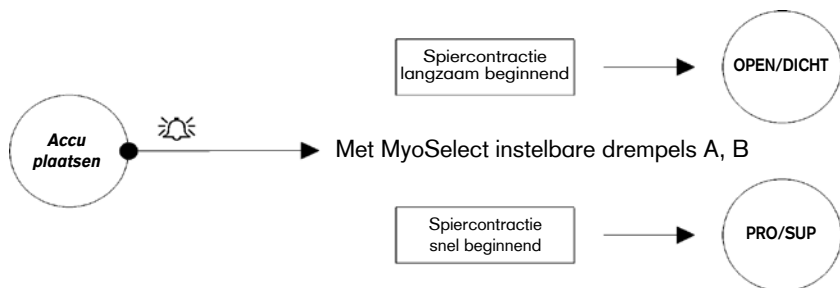 Spiercontractie
langzaam beginnend
OPEN/DICHT
Accu
plaatsen
Met MyoSelect instelbare drempels A, B
Spiercontractie
snel beginnend
PRO/SUP